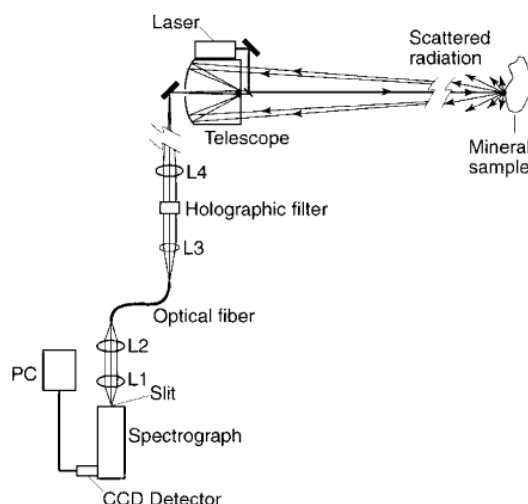 Laser
Scattered
radiation
Telescope
Mineral
sample
L4
Holographic filter
L3
Optical fiber
L2
PC
L1
Slit
Spectrograph
CCD Detector